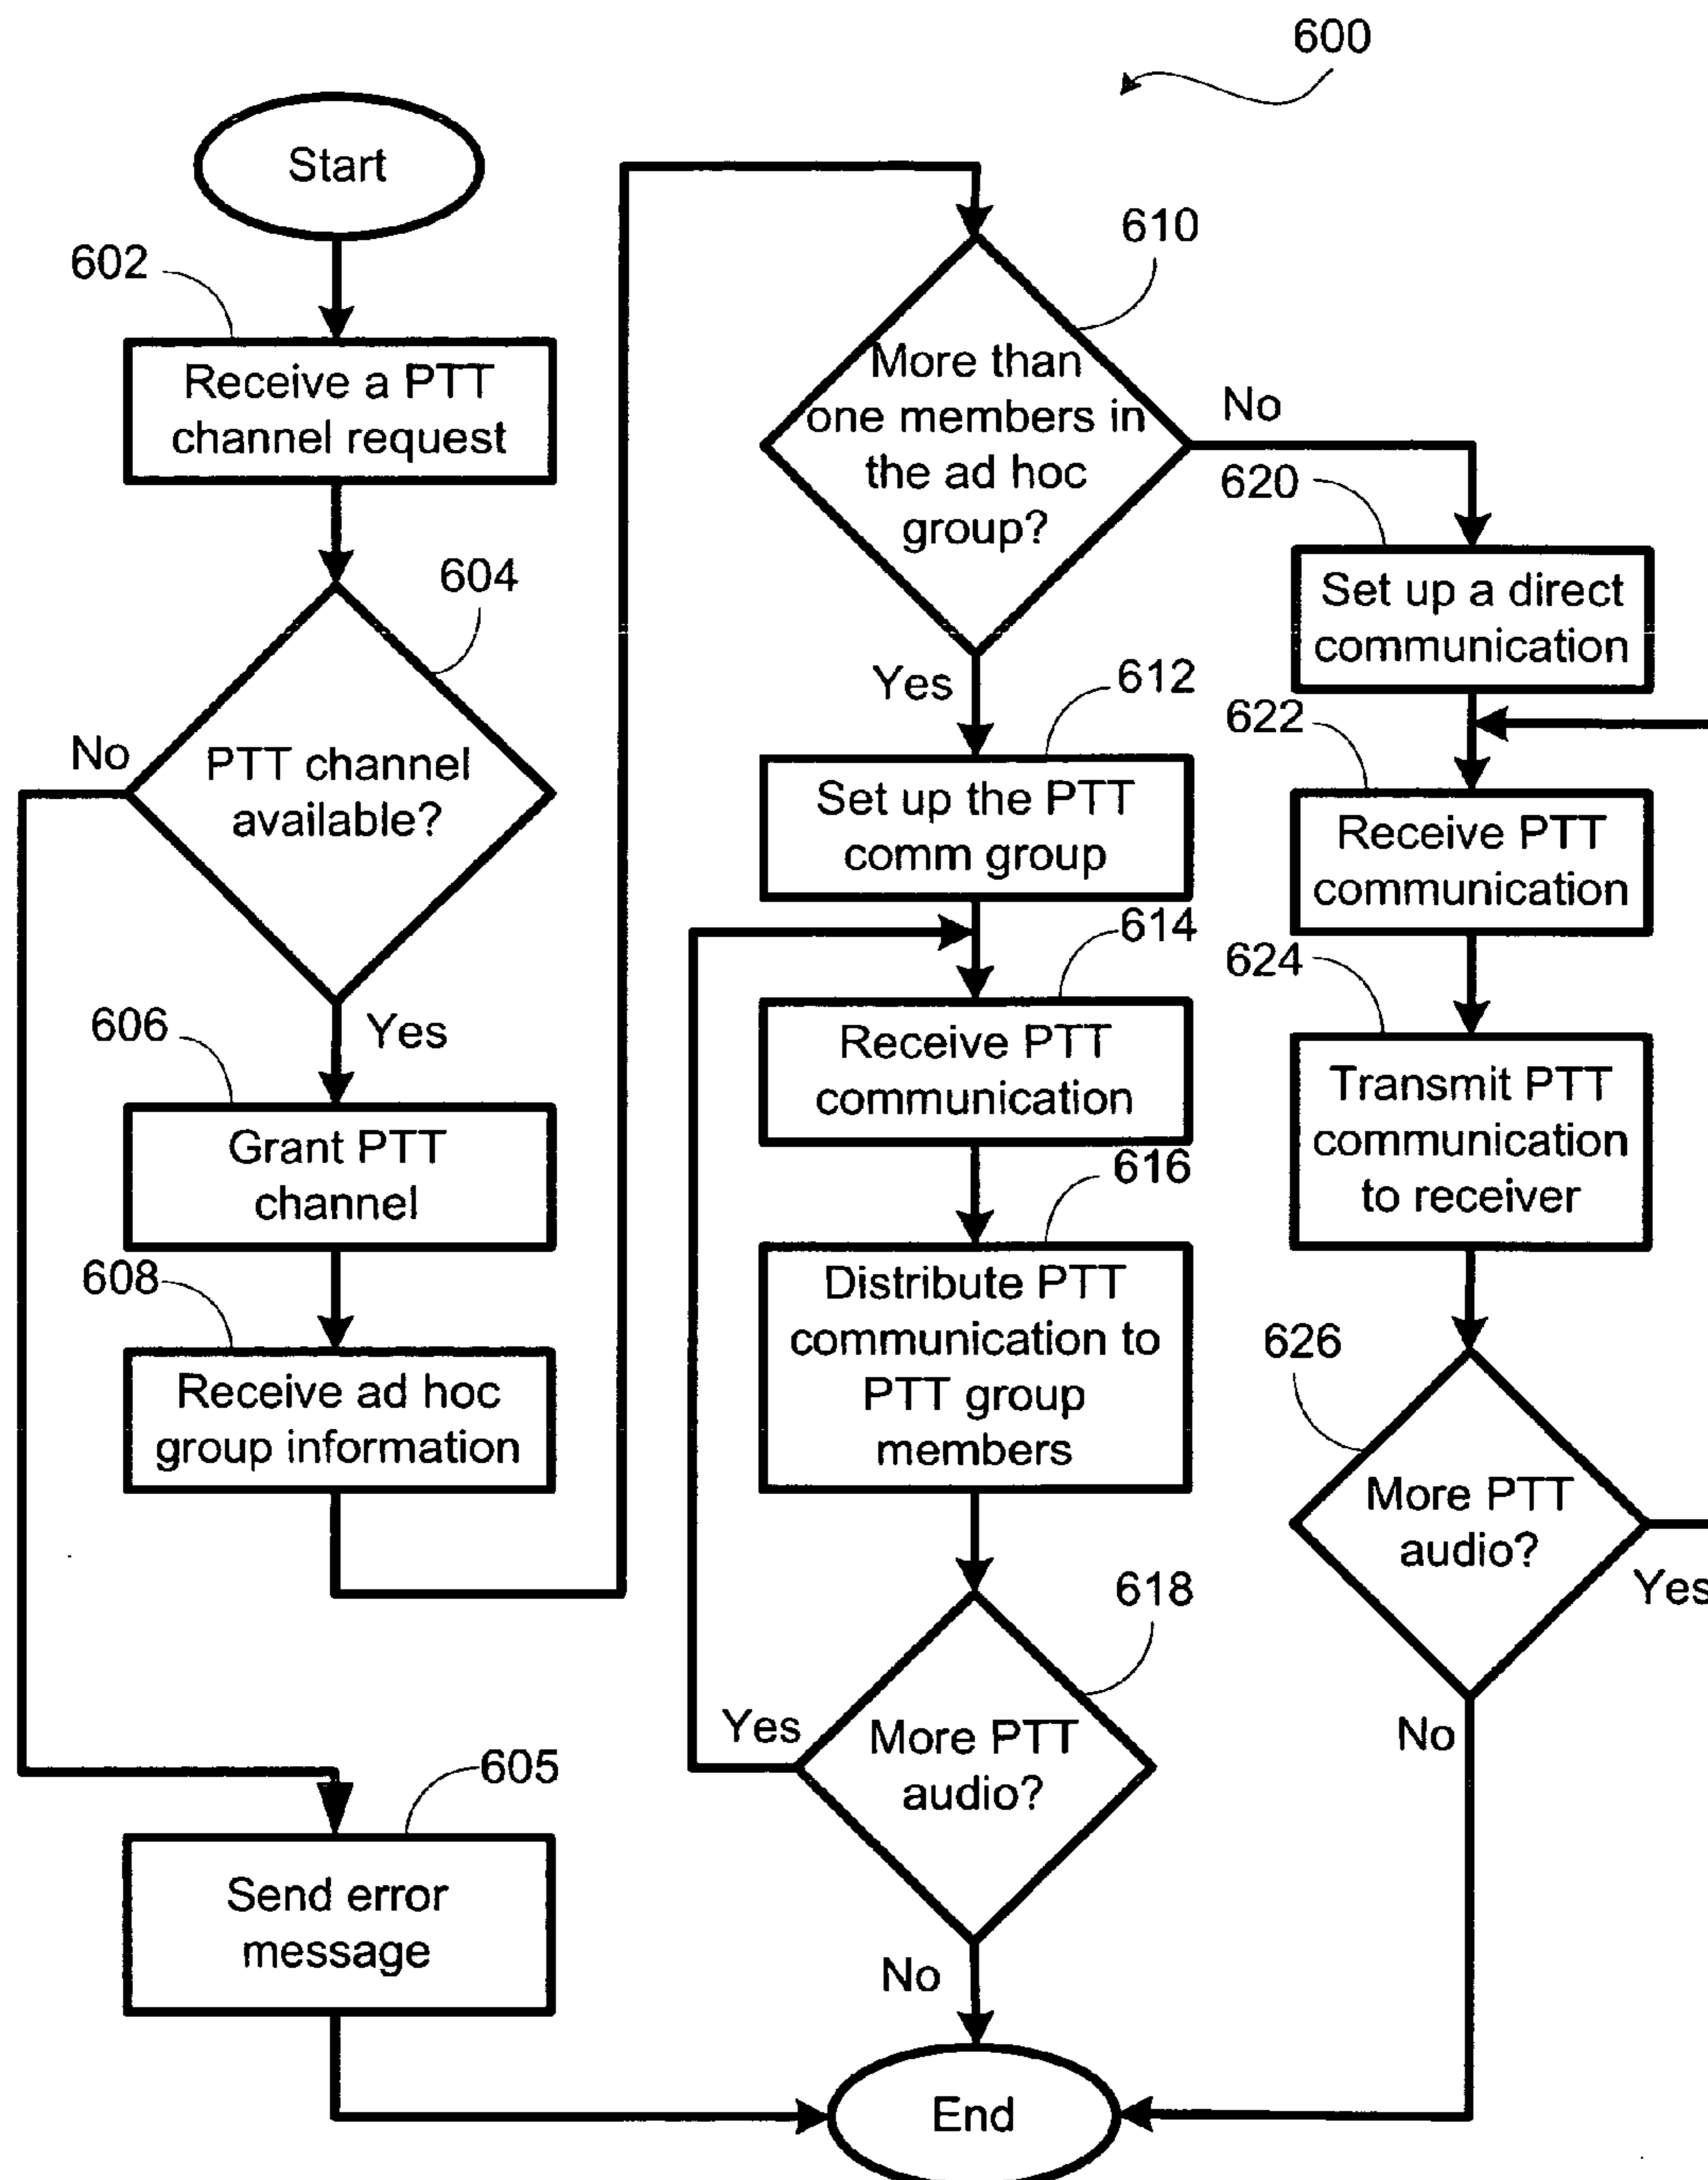 600
Start
602
Receive a PTT
channel request
604
No
PTT channel
available?
Yes
606
Grant PTT
channel
608
Receive ad hoc
group information
605
Send error
message
610
More than
one members in
the ad hoc
group?
No
Yes
612
Set up the PTT
comm group
614
Receive PTT
communication
616
Distribute PTT
communication to
PTT group
members
618
Yes
More PTT
audio?
No
End
620
Set up a direct
communication
622
Receive PTT
communication
624
Transmit PTT
communication
to receiver
626
More PTT
audio?
Yes
No